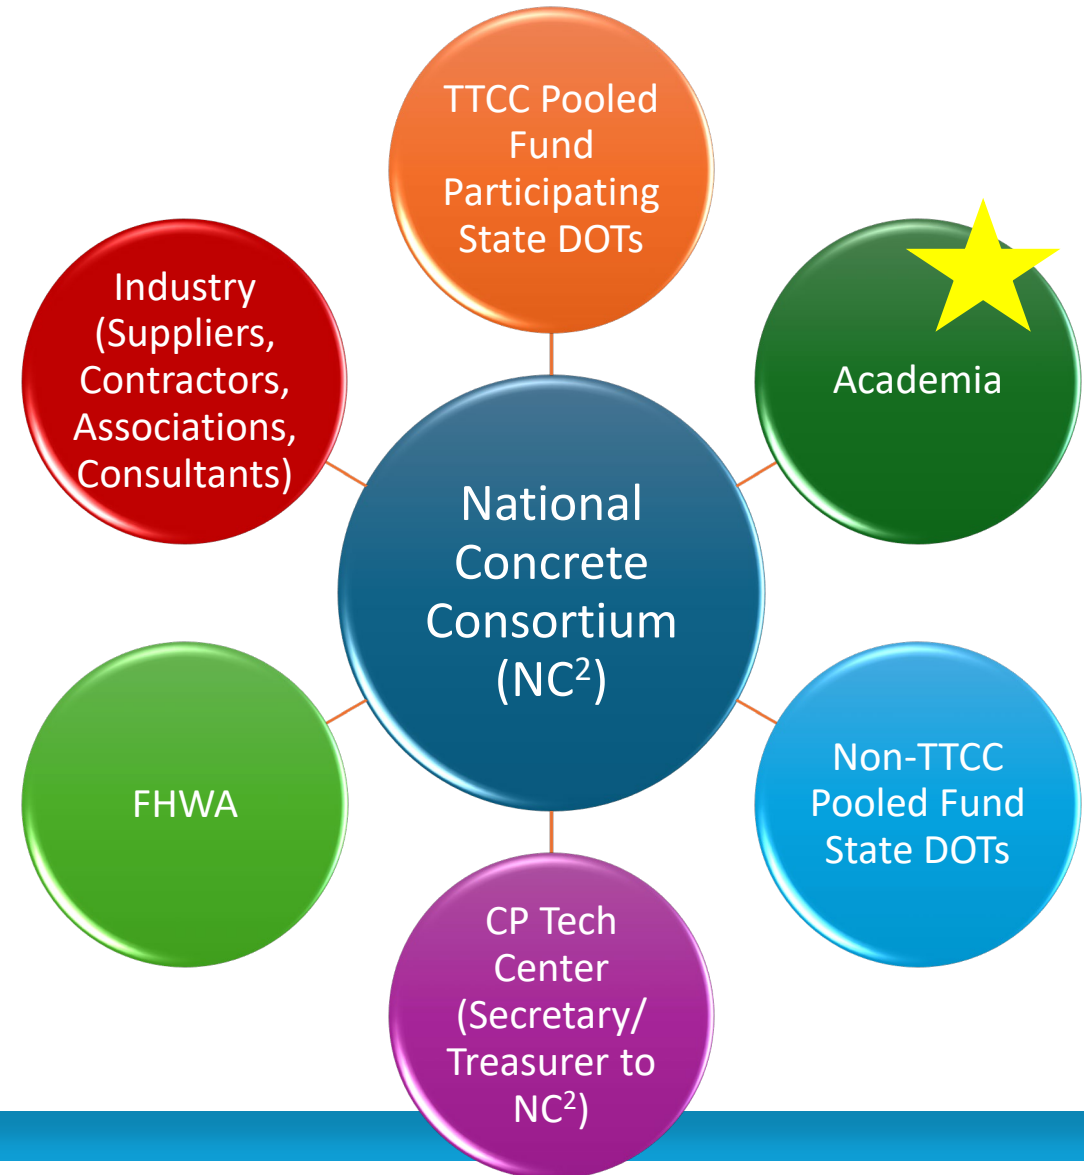 TTCC Pooled
Fund
Participating
State DOTs
Industry
(Suppliers,
Contractors,
Associations,
Consultants)
Academia
National
Concrete
Consortium
(NC²)
FHWA
Non-TTCC
Pooled Fund
State DOTs
CP Tech
Center
(Secretary/
Treasurer to
NC²)